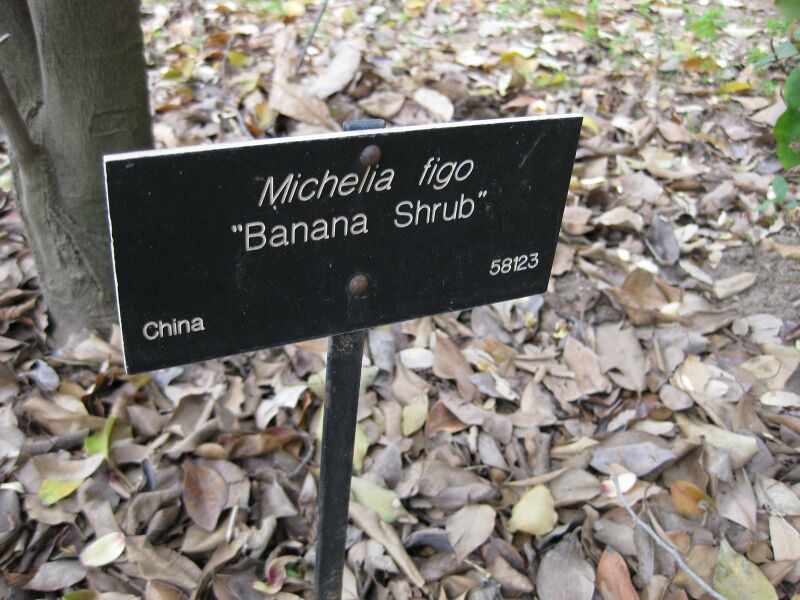 Michelia figo
"Banana Shrub"
58123
China